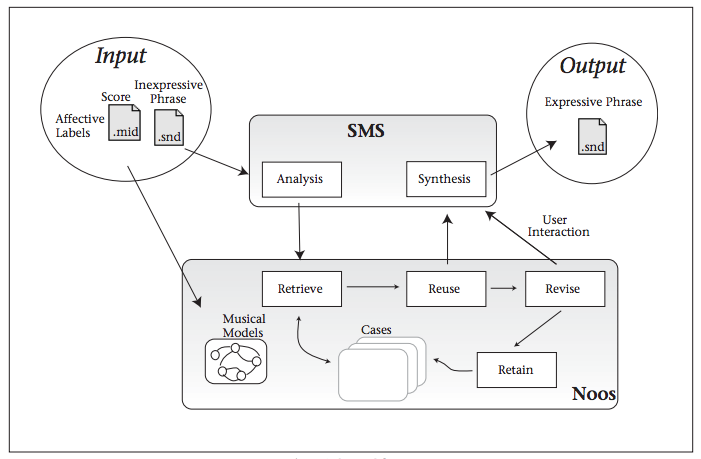 Input
Inexpressive
Phrase
Score
Affective
Labels
.mid
.snd
Output
Expressive Phrase
.snd
SMS
Analysis
Synthesis
User
Interaction
Retrieve
Reuse
Revise
Musical
Models
Cases
Retain
Noos